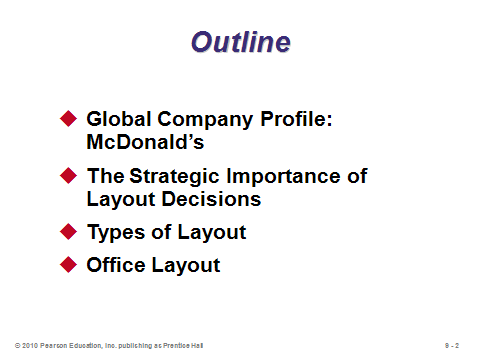 Outline
Global Company Profile:
McDonald's
The Strategic Importance of
Layout Decisions
Types of Layout
Office Layout
© 2010 Pearson Education, Inc. publishing as Prentice Hall
9 - 2